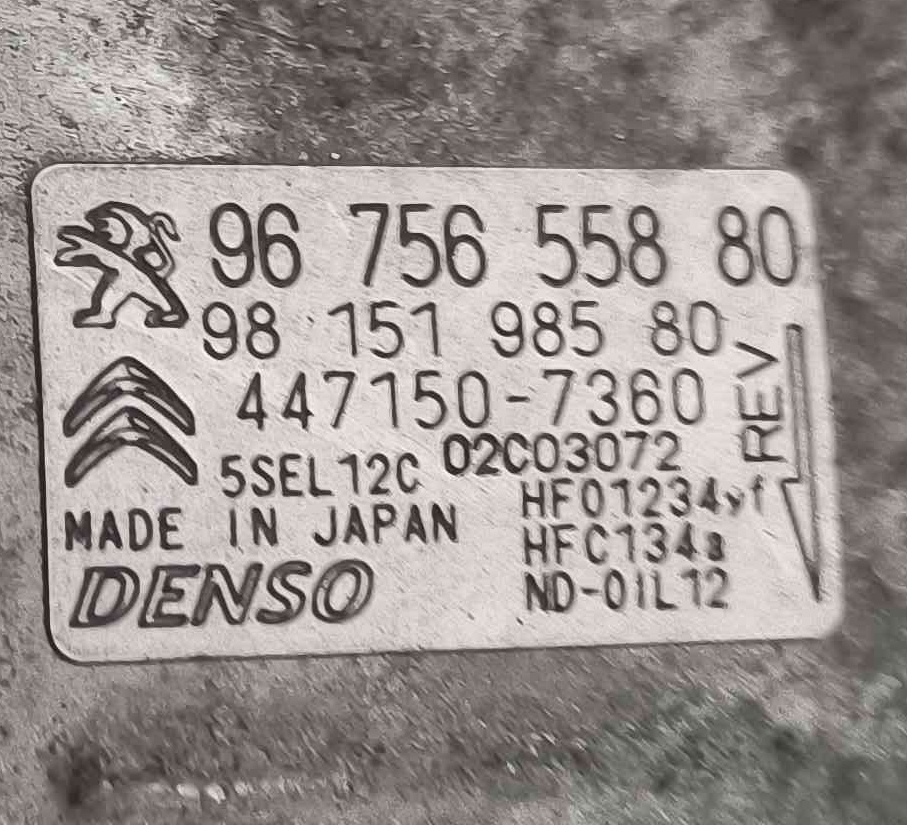 96 756 558 80
98 151 985 80
447150-7360
5SEL12C 02C03072
HFO1234yf
MADE IN JAPAN
HFC134a
DENSO
ND-OIL12
REV